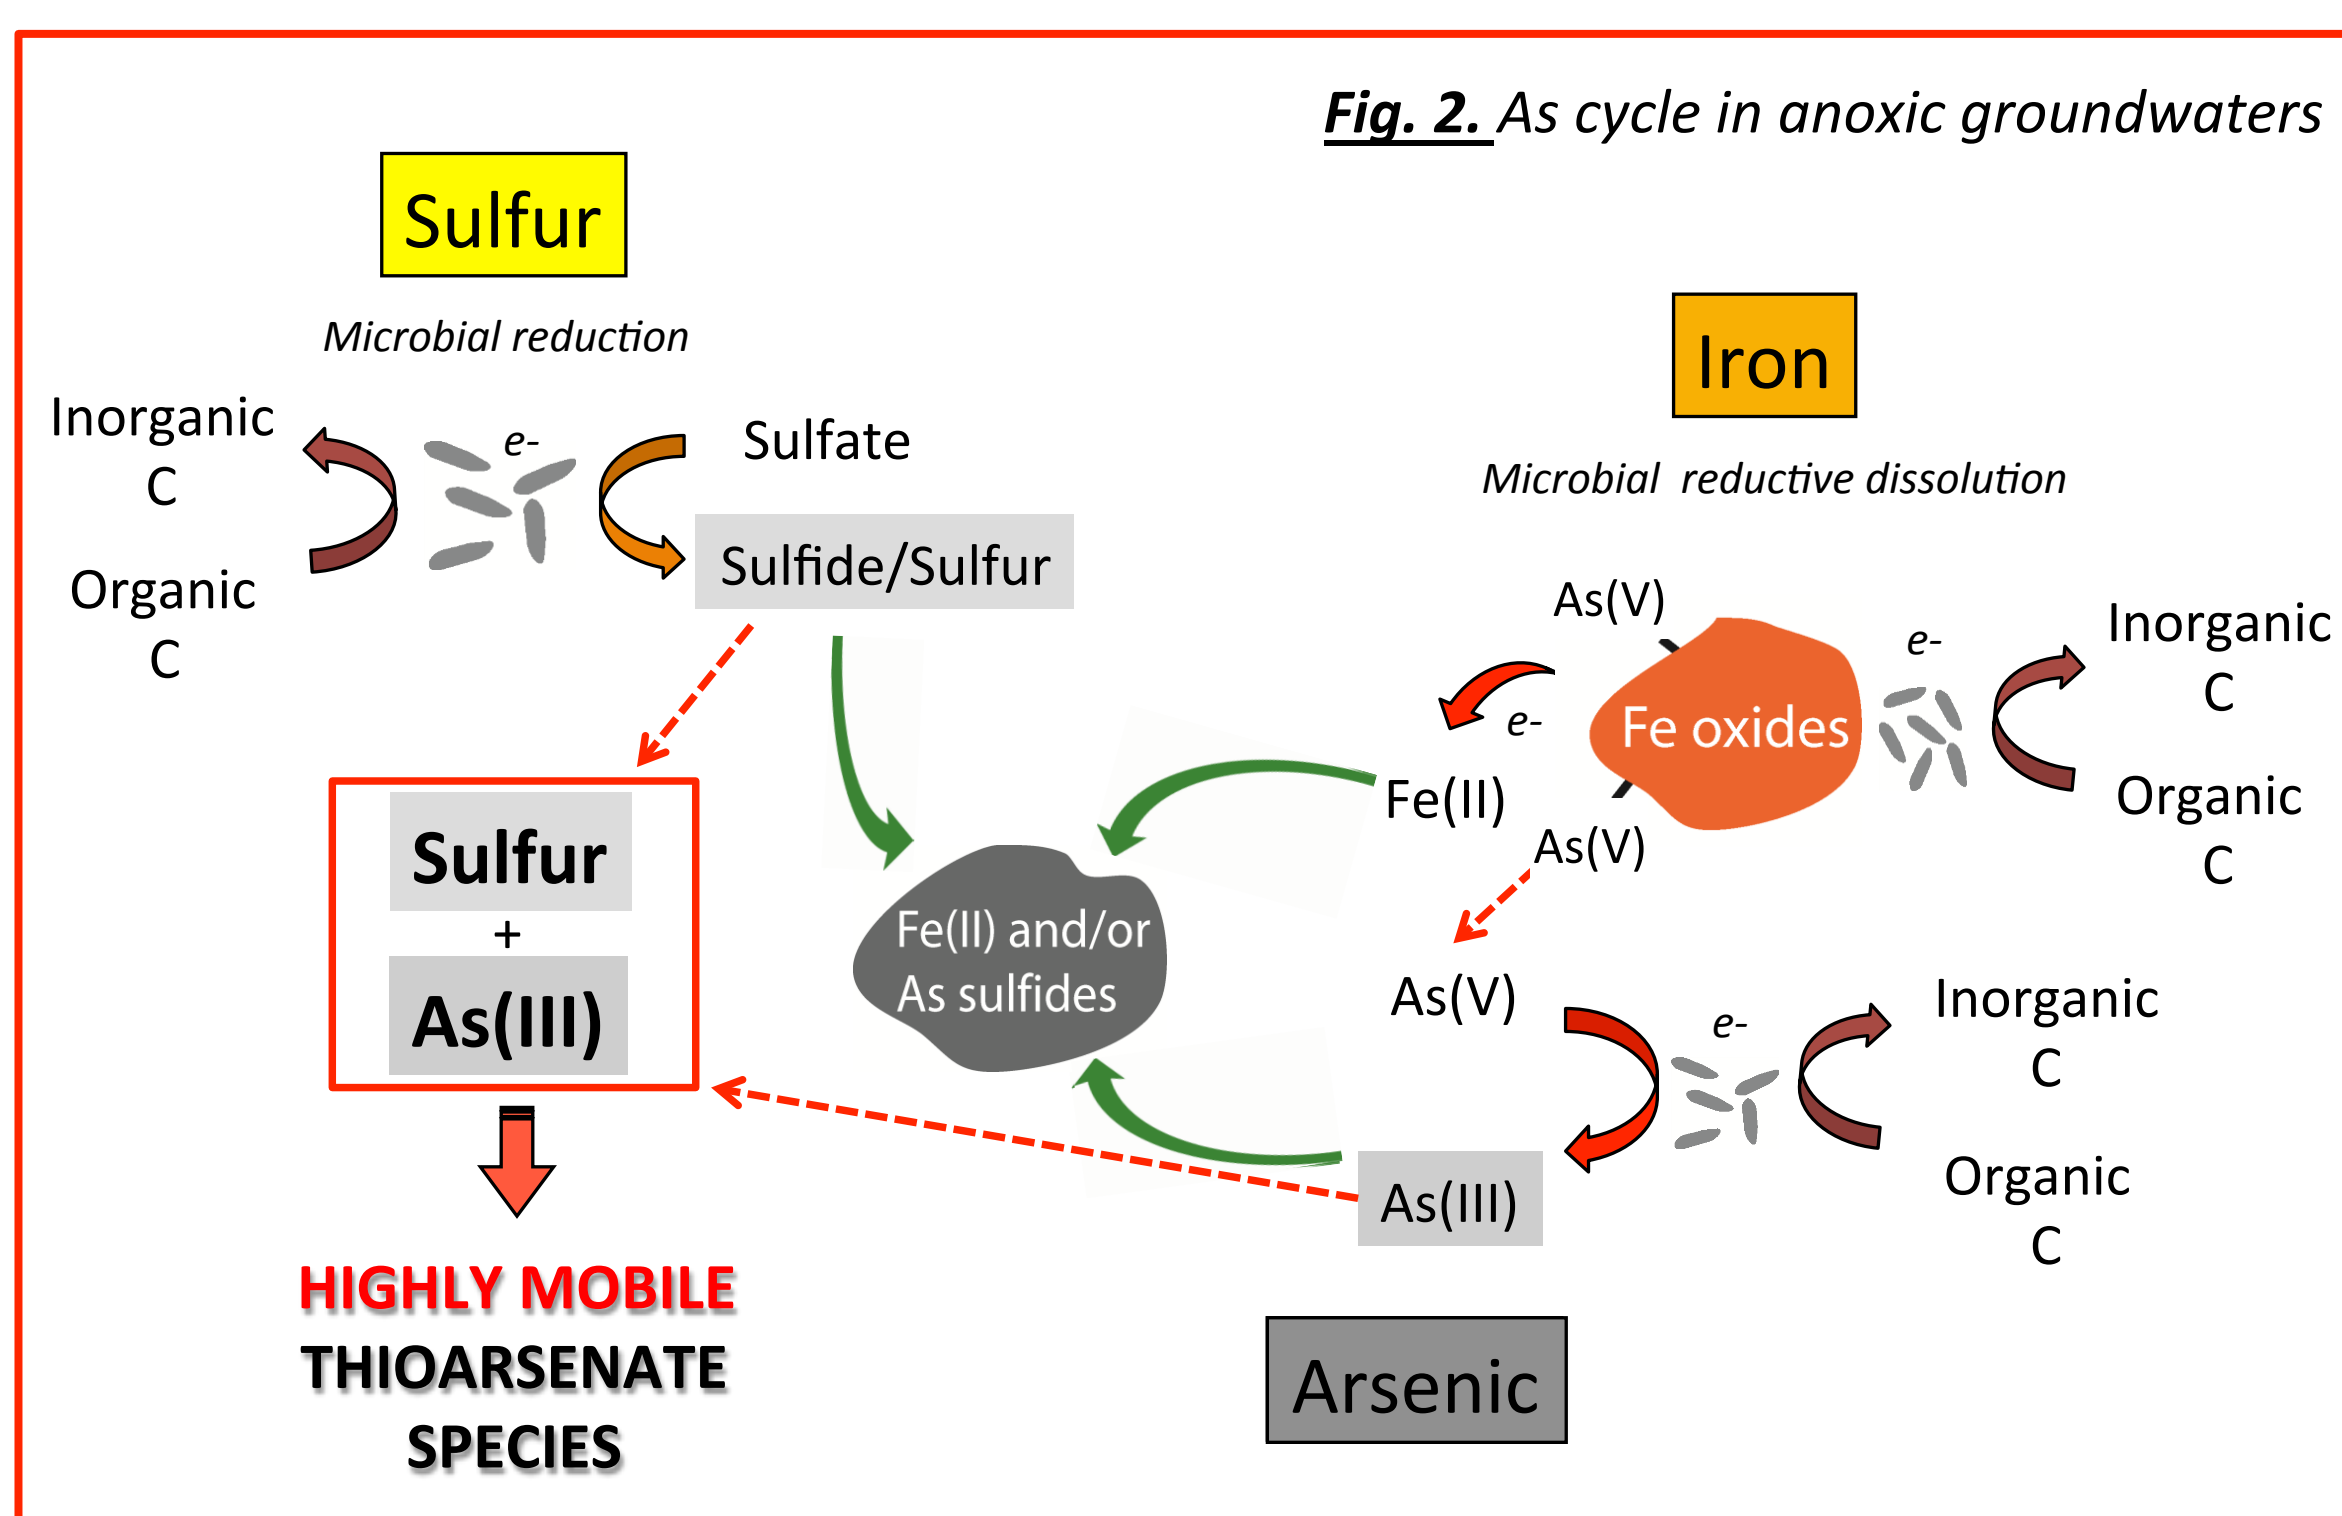 Fig. 2. As cycle in anoxic groundwaters
Sulfur
Microbial reduction
Inorganic
C
e-
Sulfate
Organic
C
Sulfide/Sulfur
Iron
Microbial  reductive dissolution
As(V)
e-
Fe oxides
e-
Inorganic
C
Fe(II)
As(V)
Organic
C
Sulfur
+
As(III)
Fe(II) and/or
As sulfides
As(V)
e-
Inorganic
C
As(III)
Organic
C
HIGHLY MOBILE
THIOARSENATE
SPECIES
Arsenic